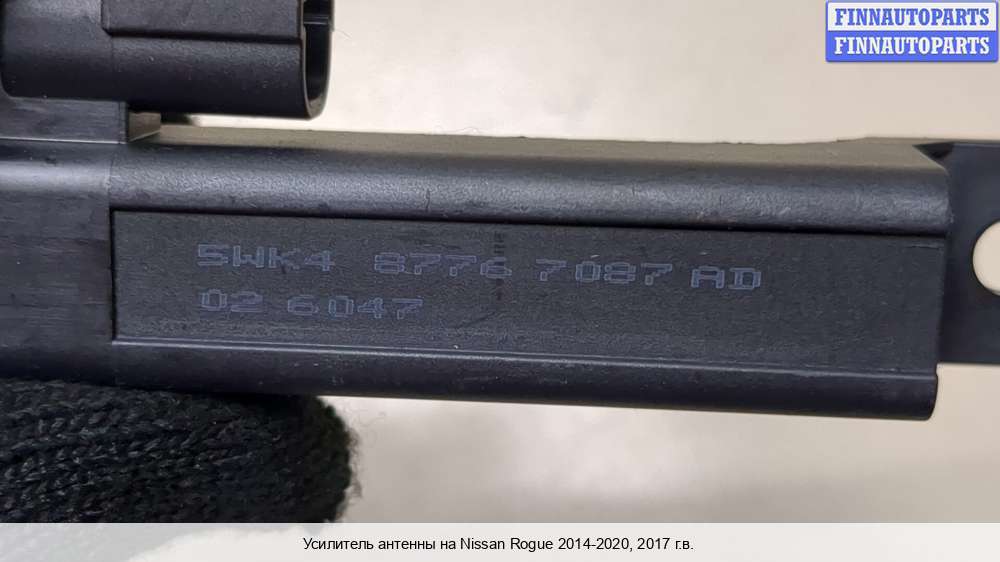 FINNAUTOPARTS
FINNAUTOPARTS
5WK4 8776 7087 AD
02 6047
Усилитель антенны на Nissan Rogue 2014-2020, 2017 г.в.